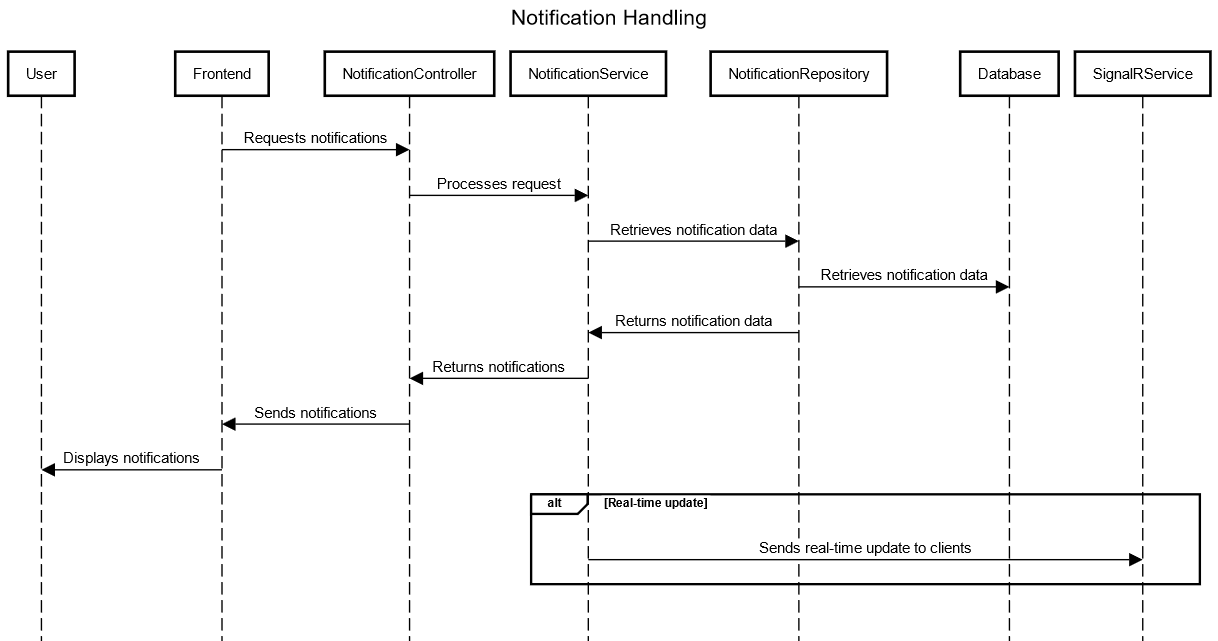 Notification Handling
User
Frontend
NotificationController
NotificationService
NotificationRepository
Database
SignalRService
Requests notifications
Processes request
Retrieves notification data
Retrieves notification data
Returns notification data
Returns notifications
Sends notifications
Displays notifications
alt
[Real-time update]
Sends real-time update to clients